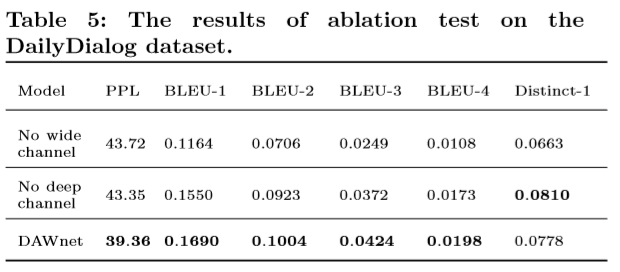 Table 5: The results of ablation test on the
DailyDialog dataset.
Model PPL BLEU-1 BLEU-2 BLEU-3 BLEU-4 Distinct-1
No wide
channel 43.72 0.1164 0.0706 0.0249 0.0108 0.0663
No deep
channel 43.35 0.1550 0.0923 0.0372 0.0173 0.0810
DAWnet 39.36 0.1690 0.1004 0.0424 0.0198 0.0778